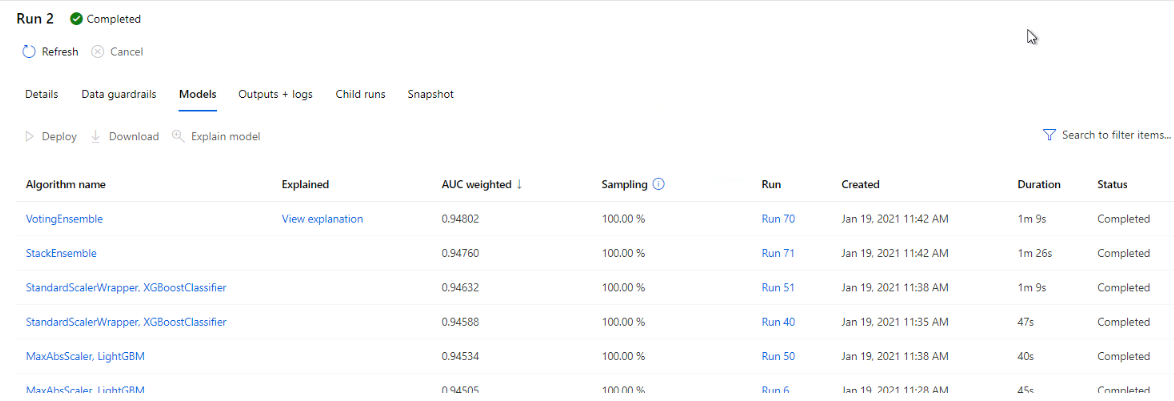 Run 2 Completed
Refresh Cancel
Details Data guardrails Models Outputs + logs Child runs Snapshot
Deploy Download Explain model Search to filter items...
Algorithm name Explained AUC weighted ↓ Sampling Run Created Duration Status
VotingEnsemble View explanation 0.94802 100.00 % Run 70 Jan 19, 2021 11:42 AM 1m 9s Completed
StackEnsemble 0.94760 100.00 % Run 71 Jan 19, 2021 11:42 AM 1m 26s Completed
StandardScalerWrapper, XGBoostClassifier 0.94632 100.00 % Run 51 Jan 19, 2021 11:38 AM 1m 9s Completed
StandardScalerWrapper, XGBoostClassifier 0.94588 100.00 % Run 40 Jan 19, 2021 11:35 AM 47s Completed
MaxAbsScaler, LightGBM 0.94534 100.00 % Run 50 Jan 19, 2021 11:38 AM 40s Completed
MaxAbsScaler, LightGBM 0.94505 100.00 % Run 6 Jan 19, 2021 11:28 AM 45s Completed